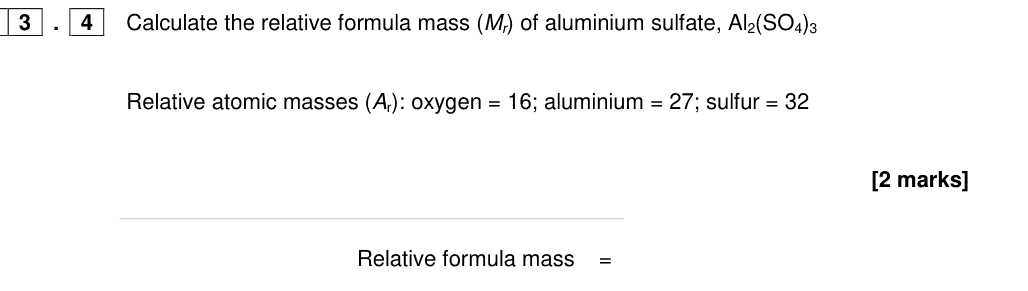 3 . 4 Calculate the relative formula mass (Mr) of aluminium sulfate, Al2(SO4)3
Relative atomic masses (Ar): oxygen = 16; aluminium = 27; sulfur = 32
[2 marks]
Relative formula mass =